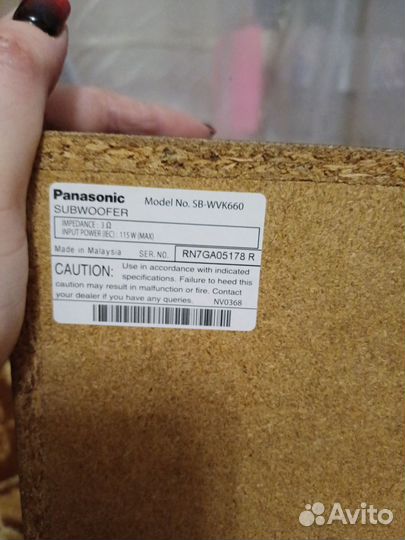 Panasonic Model No. SB-WVK660
SUBWOOFER
IMPEDANCE : 3 Ω
INPUT POWER (IEC) : 115 W (MAX)
Made in Malaysia SER. NO. RN7GA05178 R
CAUTION: Use in accordance with indicated
specifications. Failure to heed this
caution may result in malfunction or fire. Contact
your dealer if you have any queries. NV0368
Avito